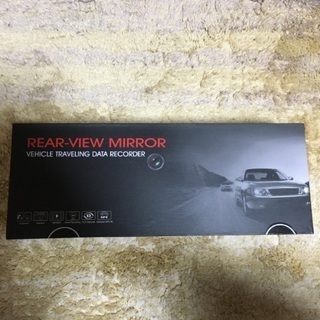 REAR-VIEW MIRROR
VEHICLE TRAVELING DATA RECORDER